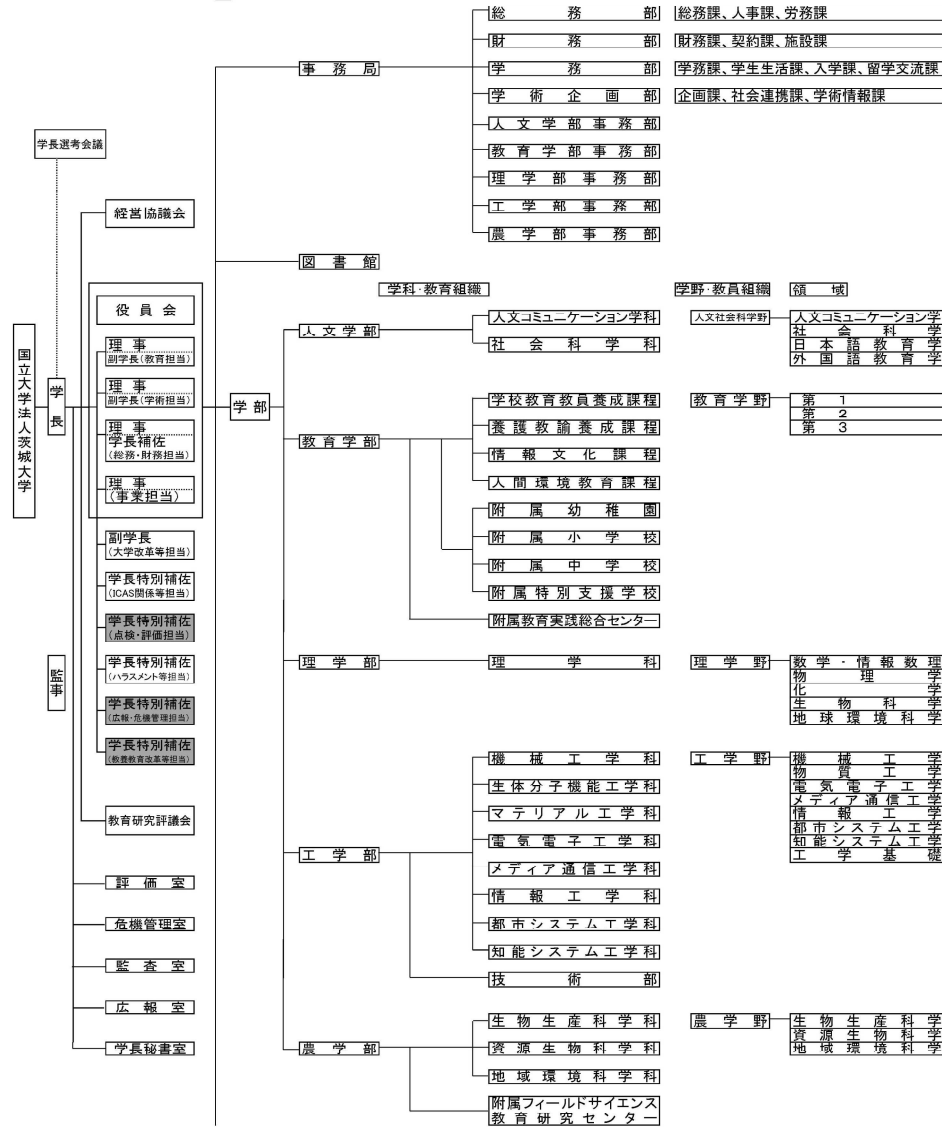 総務部 総務課、人事課、労務課
財務部 財務課、契約課、施設課
事務局 学務部 学務課、学生生活課、入学課、留学交流課
学術企画部 企画課、社会連携課、学術情報課
人文学部事務部
教育学部事務部
理学部事務部
工学部事務部
農学部事務部
図書館
学長選考会議
経営協議会
役員会
理事
副学長(教育担当)
理事
副学長(学術担当)
理事
学長補佐
(総務・財務担当)
理事
(事業担当)
副学長
(大学改革等担当)
学長特別補佐
(ICAS関係等担当)
学長特別補佐
(点検・評価担当)
学長特別補佐
(ハラスメント等担当)
学長特別補佐
(広報・危機管理担当)
学長特別補佐
(教養教育改革等担当)
教育研究評議会
評価室
危機管理室
監査室
広報室
学長秘書室
国立大学法人茨城大学
学長
監事
学部
学科・教育組織 学野・教員組織 領域
人文学部
人文コミュニケーション学科
社会科学科
人文社会科学野
人文コミュニケーション学
社会科学
日本語教育学
外国語教育学
教育学部
学校教育教員養成課程
養護教諭養成課程
情報文化課程
人間環境教育課程
附属幼稚園
附属小学校
附属中学校
附属特別支援学校
附属教育実践総合センター
教育学野
第1
第2
第3
理学部
理学科
理学野
数学・情報数理
物理学
化学
生物科学
地球環境科学
工学部
機械工学科
生体分子機能工学科
マテリアル工学科
電気電子工学科
メディア通信工学科
情報工学科
都市システム工学科
知能システム工学科
技術部
工学野
機械工学
物質工学
電気電子工学
メディア通信工学
情報工学
都市システム工学
知能システム工学
工学基礎
農学部
生物生産科学科
資源生物科学科
地域環境科学科
附属フィールドサイエンス
教育研究センター
農学野
生物生産科学
資源生物科学
地域環境科学